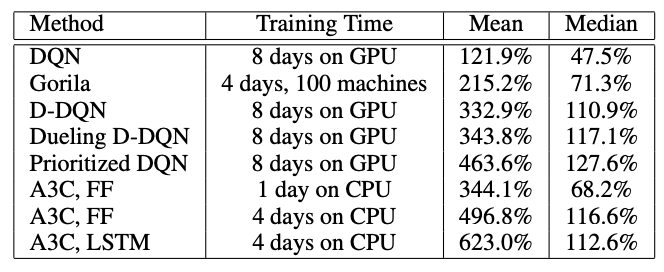 Method Training Time Mean Median
DQN 8 days on GPU 121.9% 47.5%
Gorila 4 days, 100 machines 215.2% 71.3%
D-DQN 8 days on GPU 332.9% 110.9%
Dueling D-DQN 8 days on GPU 343.8% 117.1%
Prioritized DQN 8 days on GPU 463.6% 127.6%
A3C, FF 1 day on CPU 344.1% 68.2%
A3C, FF 4 days on CPU 496.8% 116.6%
A3C, LSTM 4 days on CPU 623.0% 112.6%